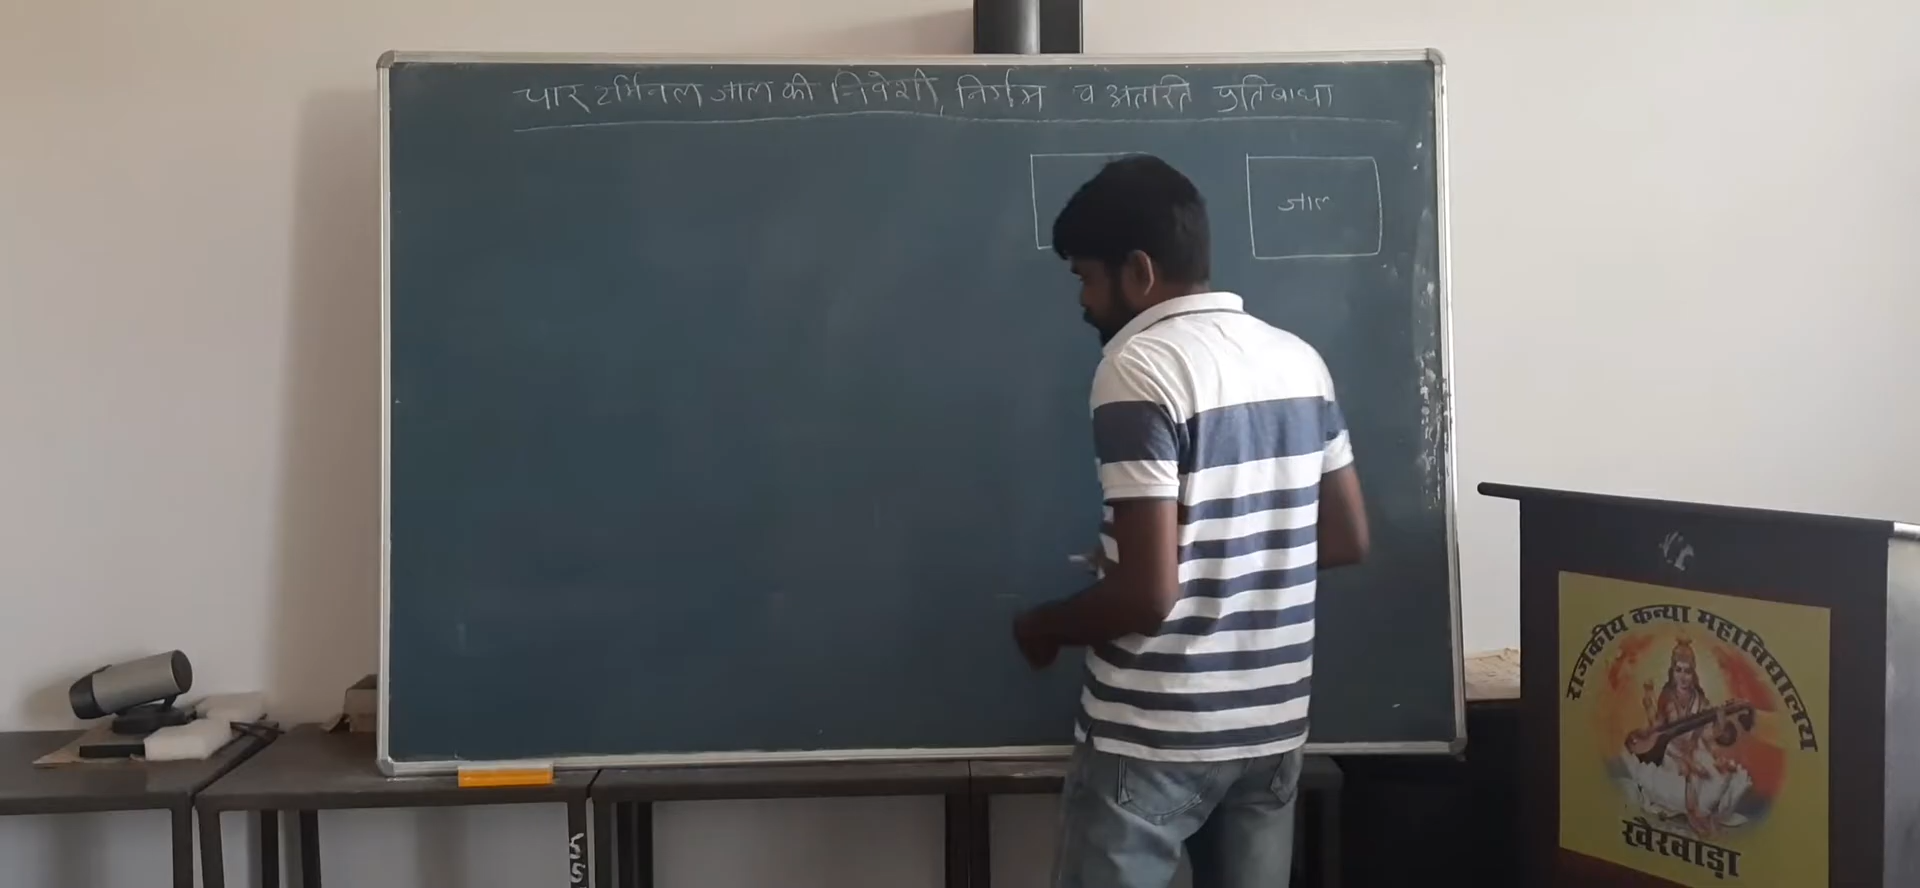 चार टर्मिनल जाल की निवेशी, निर्गम व अंतरित प्रतिबाधा
जाल
राजकीय कन्या महाविद्यालय
खैरवाड़ा